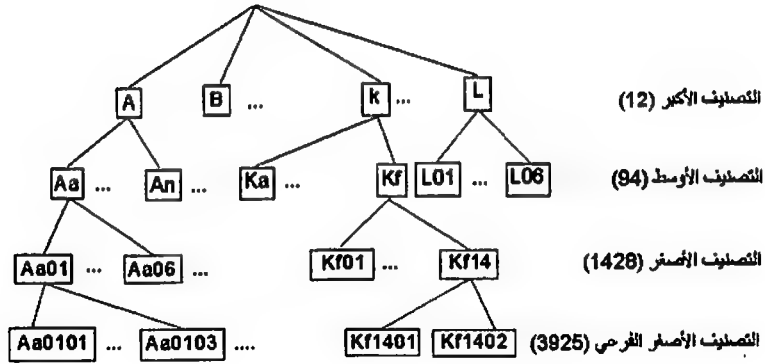 A B ... k ... L التصنيف الأكبر (12)
Aa ... An ... Ka ... Kf L01 ... L06 التصنيف الأوسط (94)
Aa01 ... Aa06 ... Kf01 ... Kf14 التصنيف الأصغر (1428)
Aa0101 ... Aa0103 .... Kf1401 Kf1402 التصنيف الأصغر الفرعي (3925)